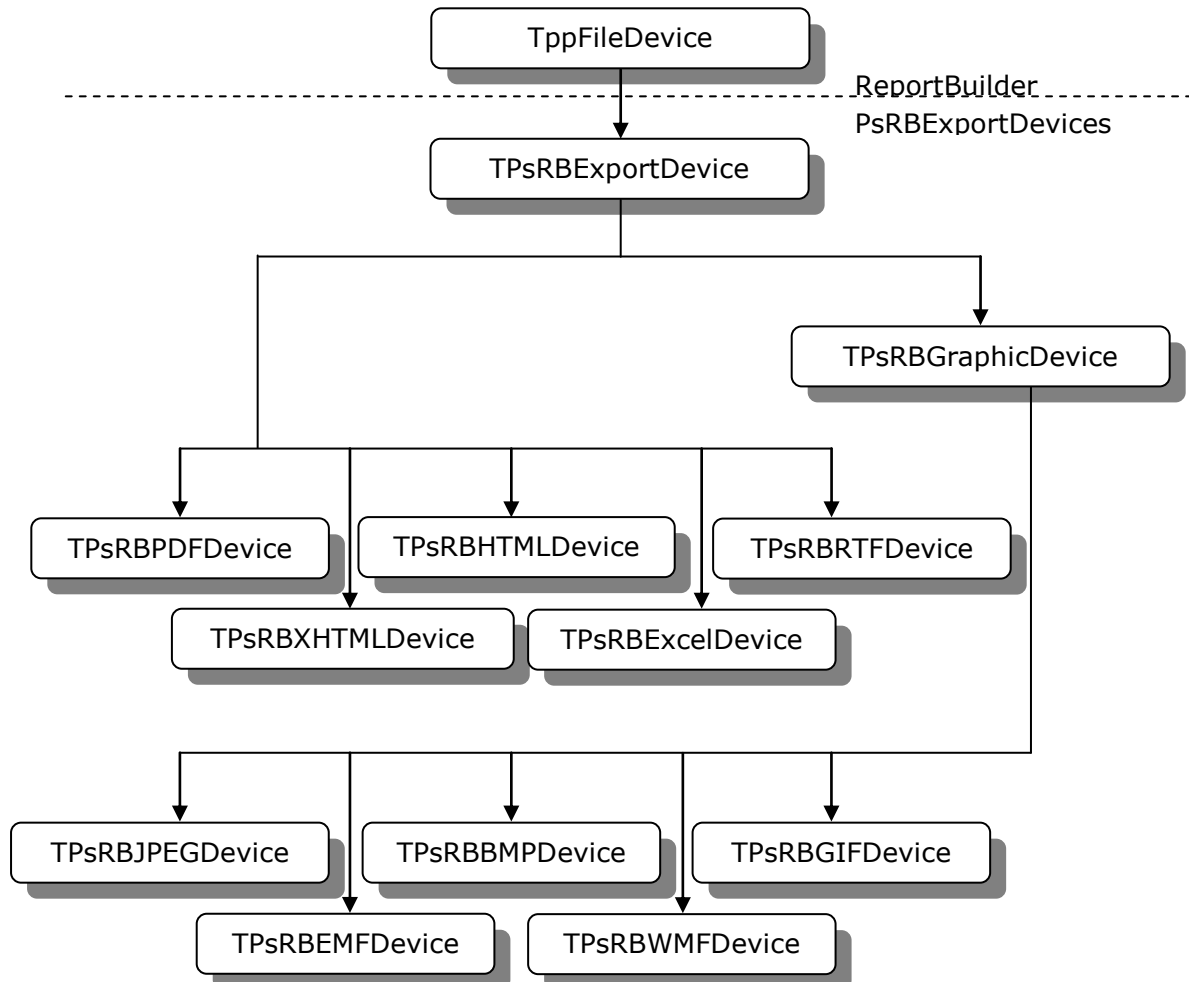 TppFileDevice
ReportBuilder
PsRBExportDevices
TPsRBExportDevice
TPsRBGraphicDevice
TPsRBPDFDevice
TPsRBHTMLDevice
TPsRBRTFDevice
TPsRBXHTMLDevice
TPsRBExcelDevice
TPsRBJPEGDevice
TPsRBBMPDevice
TPsRBGIFDevice
TPsRBEMFDevice
TPsRBWMFDevice